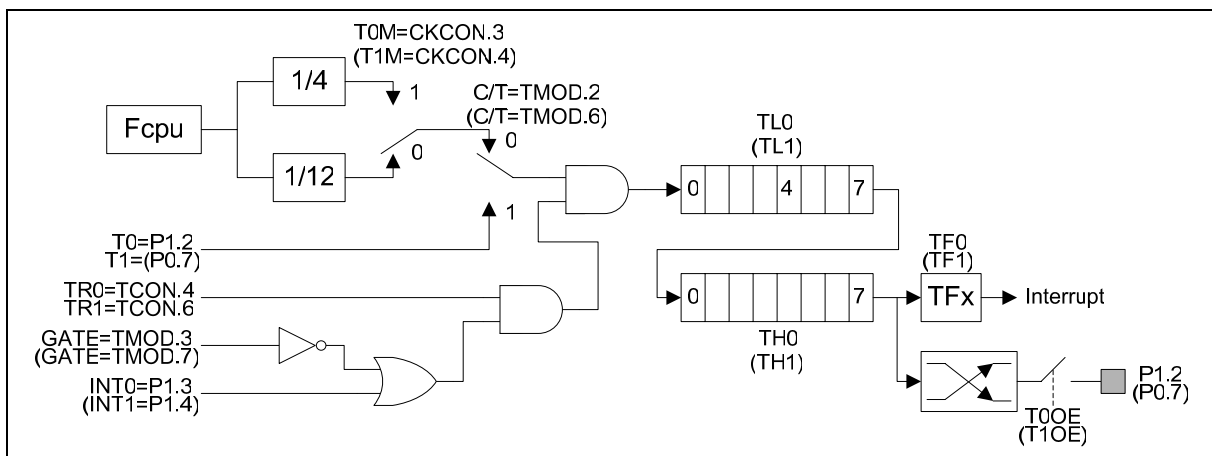 T0M=CKCON.3
(T1M=CKCON.4)
1/4
1
C/T=TMOD.2
(C/T=TMOD.6)
Fcpu
0
0
1/12
1
TL0
(TL1)
0 4 7
T0=P1.2
T1=(P0.7)
TR0=TCON.4
TR1=TCON.6
GATE=TMOD.3
(GATE=TMOD.7)
INT0=P1.3
(INT1=P1.4)
0 7
TH0
(TH1)
TF0
(TF1)
TFx
Interrupt
P1.2
(P0.7)
T0OE
(T1OE)